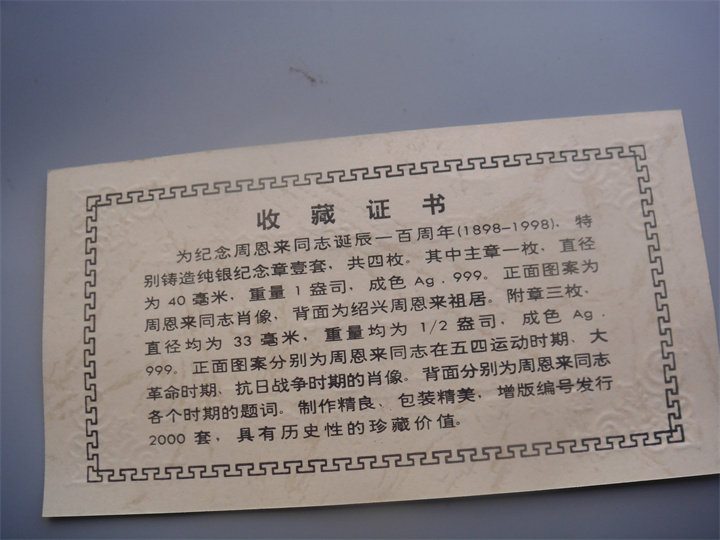 收藏证书
为纪念周恩来同志诞辰一百周年(1898-1998)，特
别铸造纯银纪念章壹套，共四枚。其中主章一枚，直径
为 40 毫米，重量 1 盎司，成色 Ag . 999。正面图案为
周恩来同志肖像，背面为绍兴周恩来祖居。附章三枚，
直径均为 33 毫米，重量均为 1/2 盎司，成色 Ag .
999。正面图案分别为周恩来同志在五四运动时期、大
革命时期、抗日战争时期的肖像。背面分别为周恩来同志
各个时期的题词。制作精良、包装精美，增版编号发行
2000 套，具有历史性的珍藏价值。